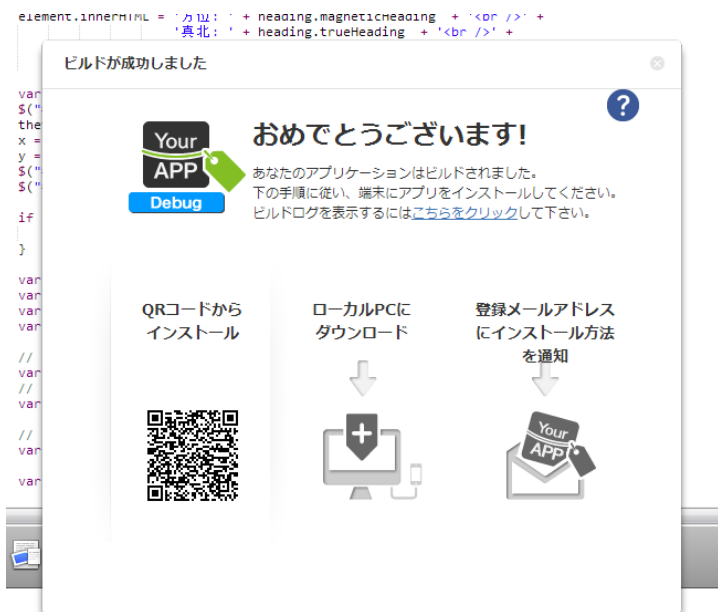 element.innerHTML = '方位: ' + heading.magneticHeading + '<br />' +
'真北: ' + heading.trueHeading + '<br />' +
ビルドが成功しました
var
$("
the
x =
y =
$("
$("
if
}
var
var
var
var
//
var
//
var
//
var
var
?
Your
APP
Debug
おめでとうございます!
あなたのアプリケーションはビルドされました。
下の手順に従い、端末にアプリをインストールしてください。
ビルドログを表示するにはこちらをクリックして下さい。
QRコードから
インストール
ローカルPCに
ダウンロード
登録メールアドレス
にインストール方法
を通知
Your
APP